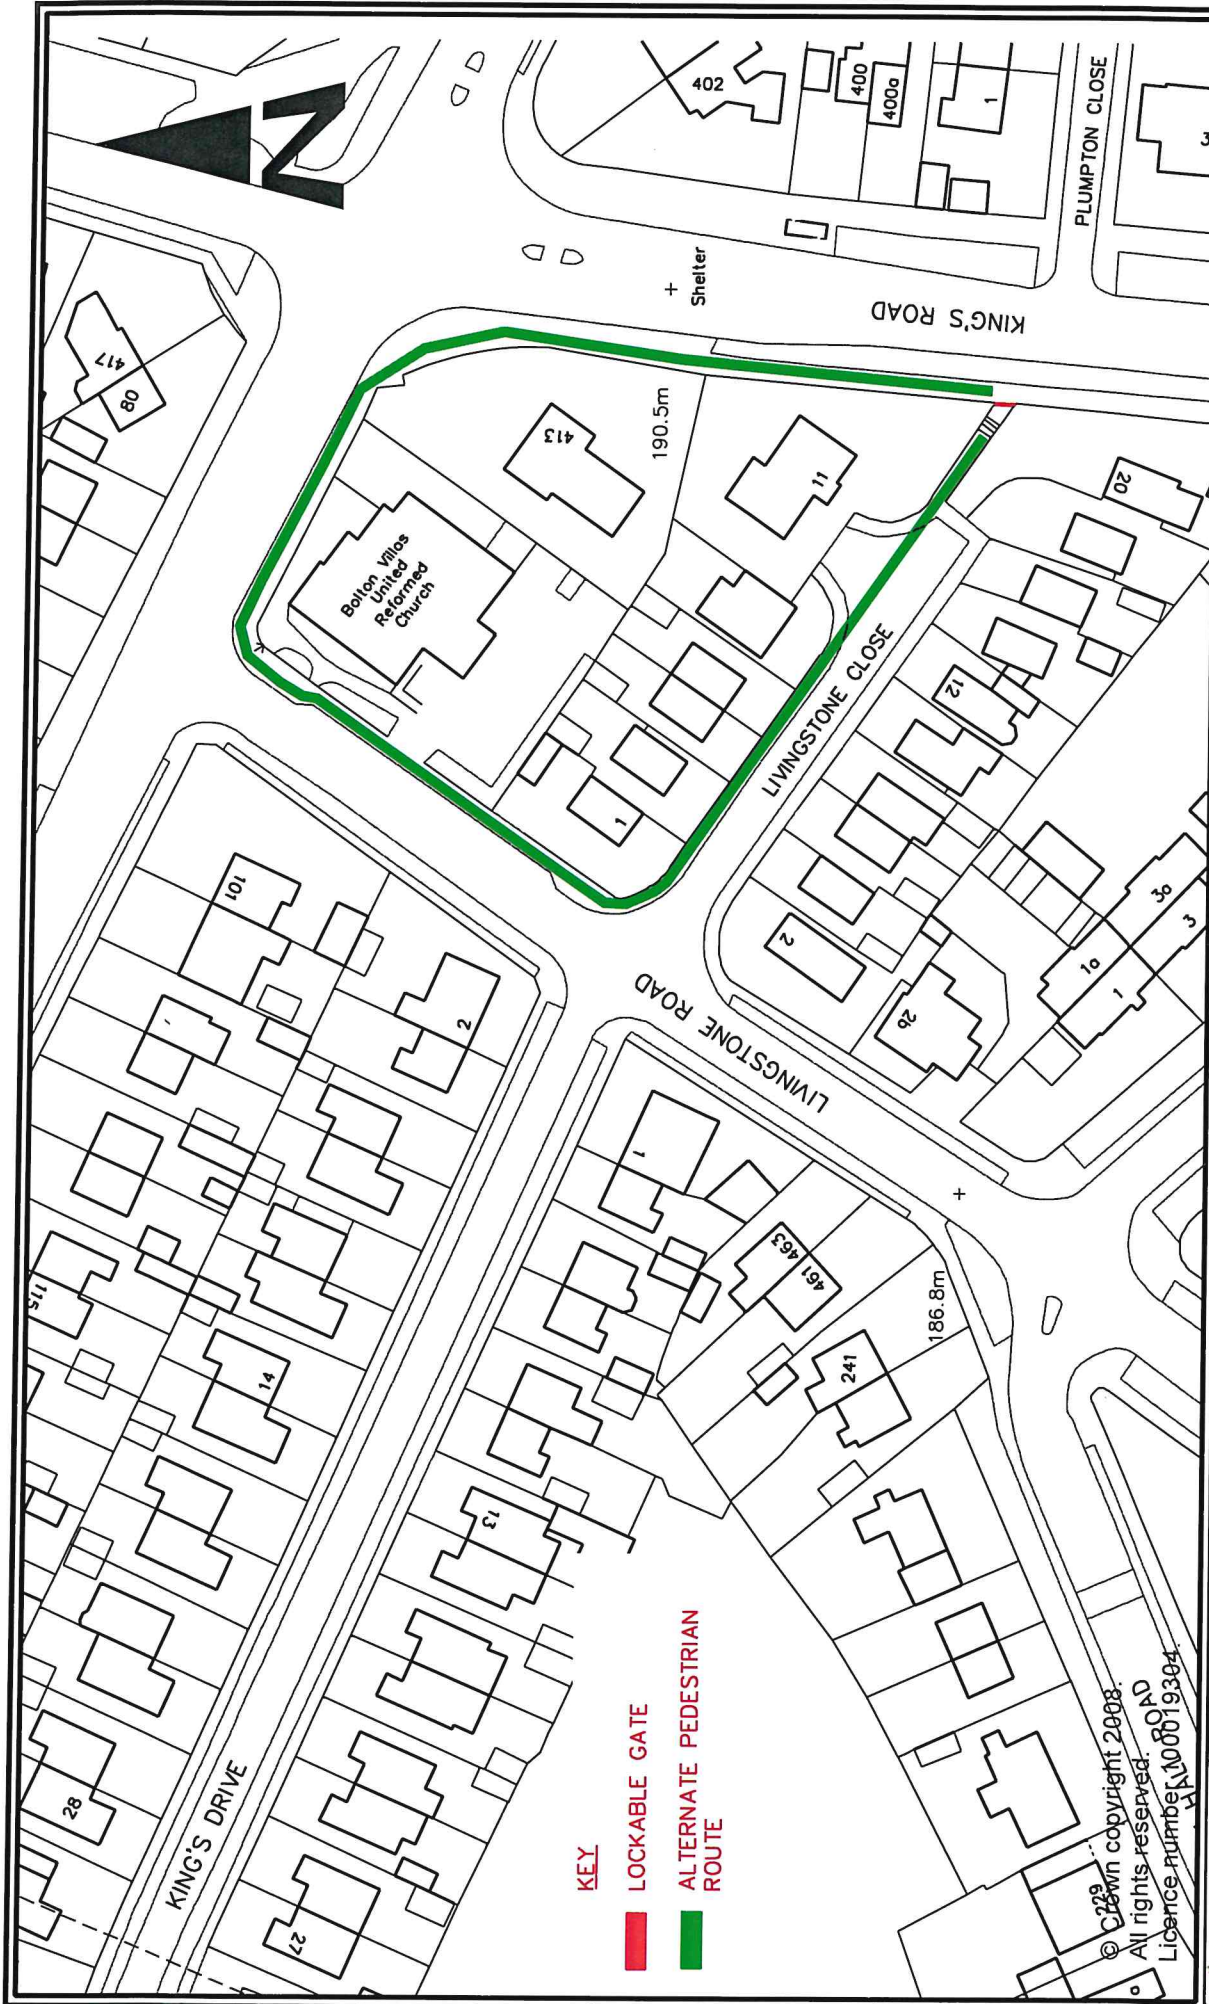 402
400
400a
1
PLUMPTON CLOSE
3
N
417
80
Shelter
KING'S ROAD
413
190.5m
11
Bolton Villas
United
Reformed
Church
20
12
LIVINGSTONE CLOSE
1
2
2b
3a
3
1a
1
101
2
LIVINGSTONE ROAD
1
463
461
241
186.8m
115
14
13
28
27
KING'S DRIVE
KEY
LOCKABLE GATE
ALTERNATE PEDESTRIAN
ROUTE
229
HALL ROAD
© Crown copyright 2008.
All rights reserved.
Licence number 100019304.